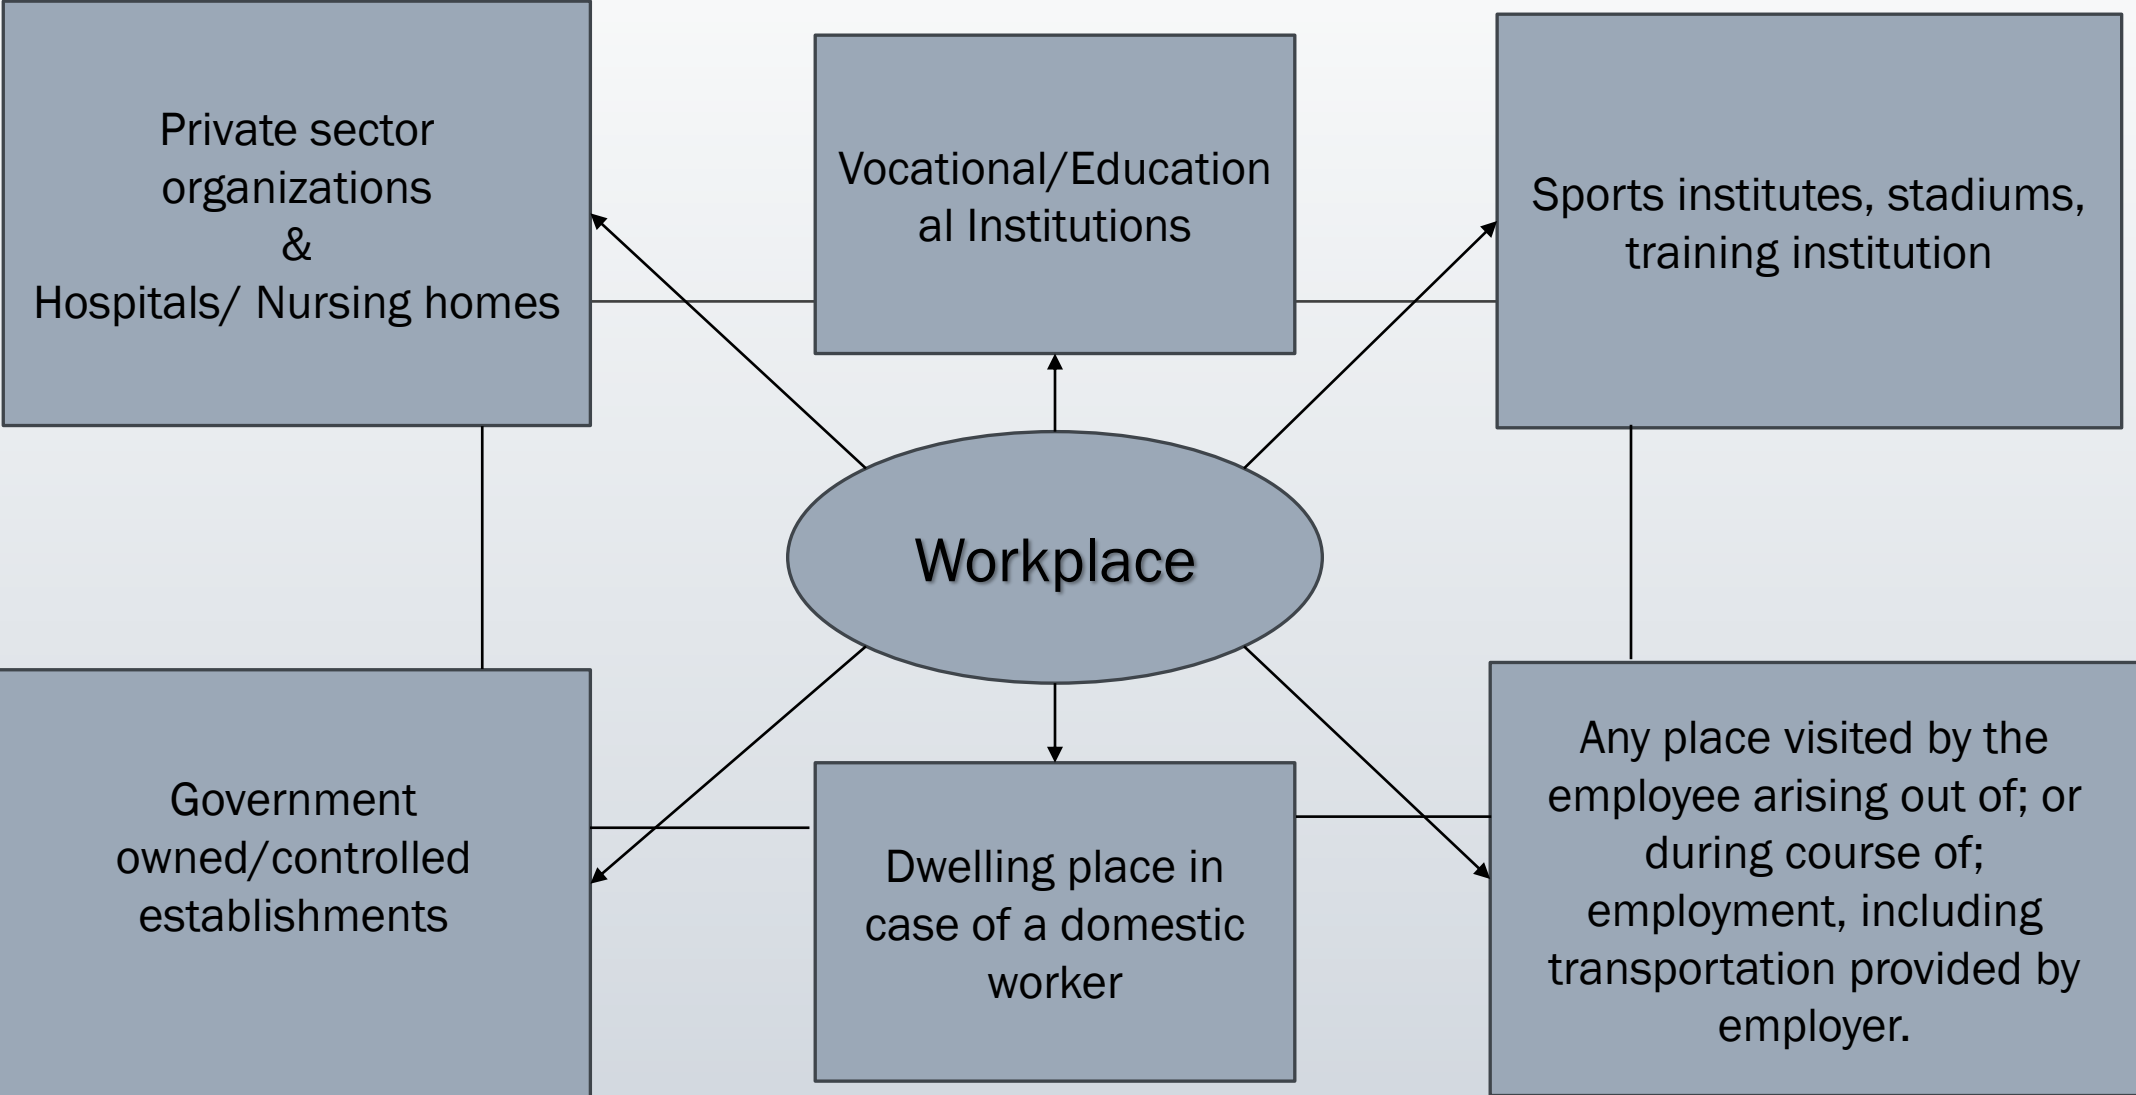 Private sector
organizations
&
Hospitals/ Nursing homes
Vocational/Education
al Institutions
Sports institutes, stadiums,
training institution
Workplace
Government
owned/controlled
establishments
Dwelling place in
case of a domestic
worker
Any place visited by the
employee arising out of; or
during course of;
employment, including
transportation provided by
employer.